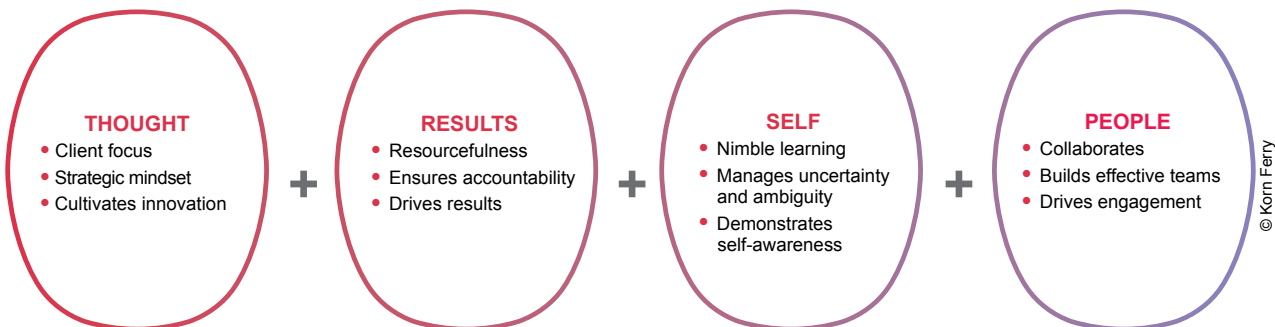 THOUGHT
• Client focus
• Strategic mindset
• Cultivates innovation
+
RESULTS
• Resourcefulness
• Ensures accountability
• Drives results
+
SELF
• Nimble learning
• Manages uncertainty
and ambiguity
• Demonstrates
self-awareness
+
PEOPLE
• Collaborates
• Builds effective teams
• Drives engagement
© Korn Ferry